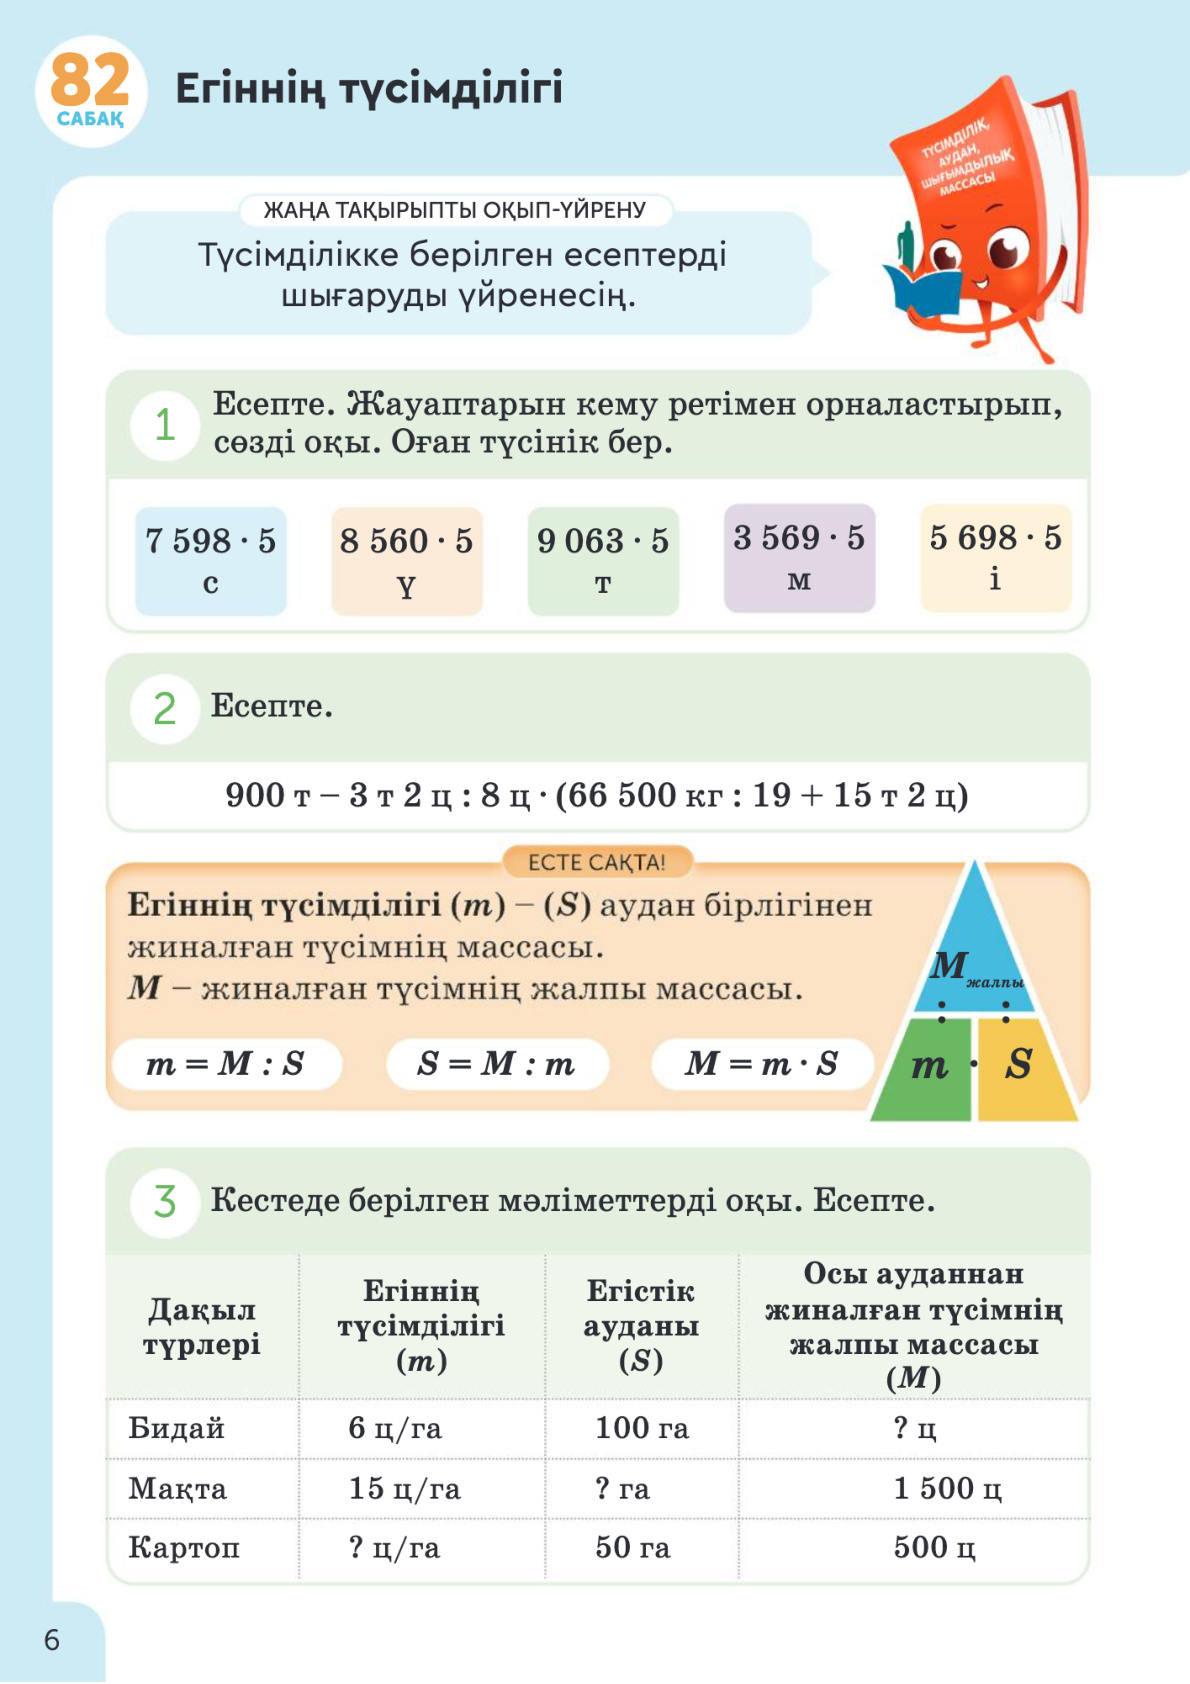 82
САБАҚ
Егіннің түсімділігі
ТҮСІМДІЛІК,
АУДАН,
ШЫҒЫМДЫЛЫҚ
МАССАСЫ
ЖАҢА ТАҚЫРЫПТЫ ОҚЫП-ҮЙРЕНУ
Түсімділікке берілген есептерді
шығаруды үйренесің.
1
Есепте. Жауаптарын кему ретімен орналастырып,
сөзді оқы. Оған түсінік бер.
7 598 · 5 8 560 · 5 9 063 · 5 3 569 · 5 5 698 · 5
с ү т м і
2 Есепте.
900 т – 3 т 2 ц : 8 ц · (66 500 кг : 19 + 15 т 2 ц)
ЕСТЕ САҚТА!
Егіннің түсімділігі (m) – (S) аудан бірлігінен
жиналған түсімнің массасы.
M – жиналған түсімнің жалпы массасы.
m = M : S S = M : m M = m · S
M жалпы
: :
m · S
3 Кестеде берілген мәліметтерді оқы. Есепте.
Дақыл
түрлері
Егіннің
түсімділігі
(m)
Егістік
ауданы
(S)
Осы ауданнан
жиналған түсімнің
жалпы массасы
(M)
Бидай 6 ц/га 100 га ? ц
Мақта 15 ц/га ? га 1 500 ц
Картоп ? ц/га 50 га 500 ц
6